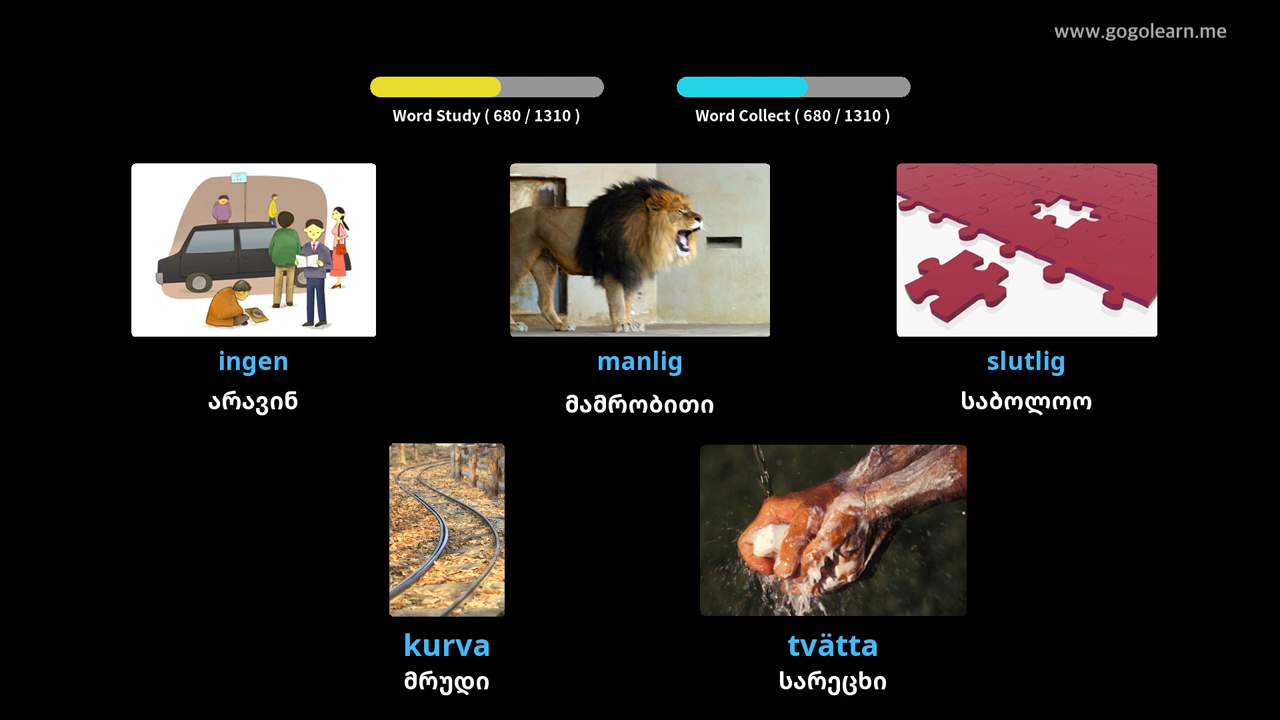 www.gogolearn.me
Word Study ( 680 / 1310 )
Word Collect ( 680 / 1310 )
ingen
manlig
slutlig
არავინ
მამრობითი
საბოლოო
kurva
tvätta
მრუდი
სარეცხი